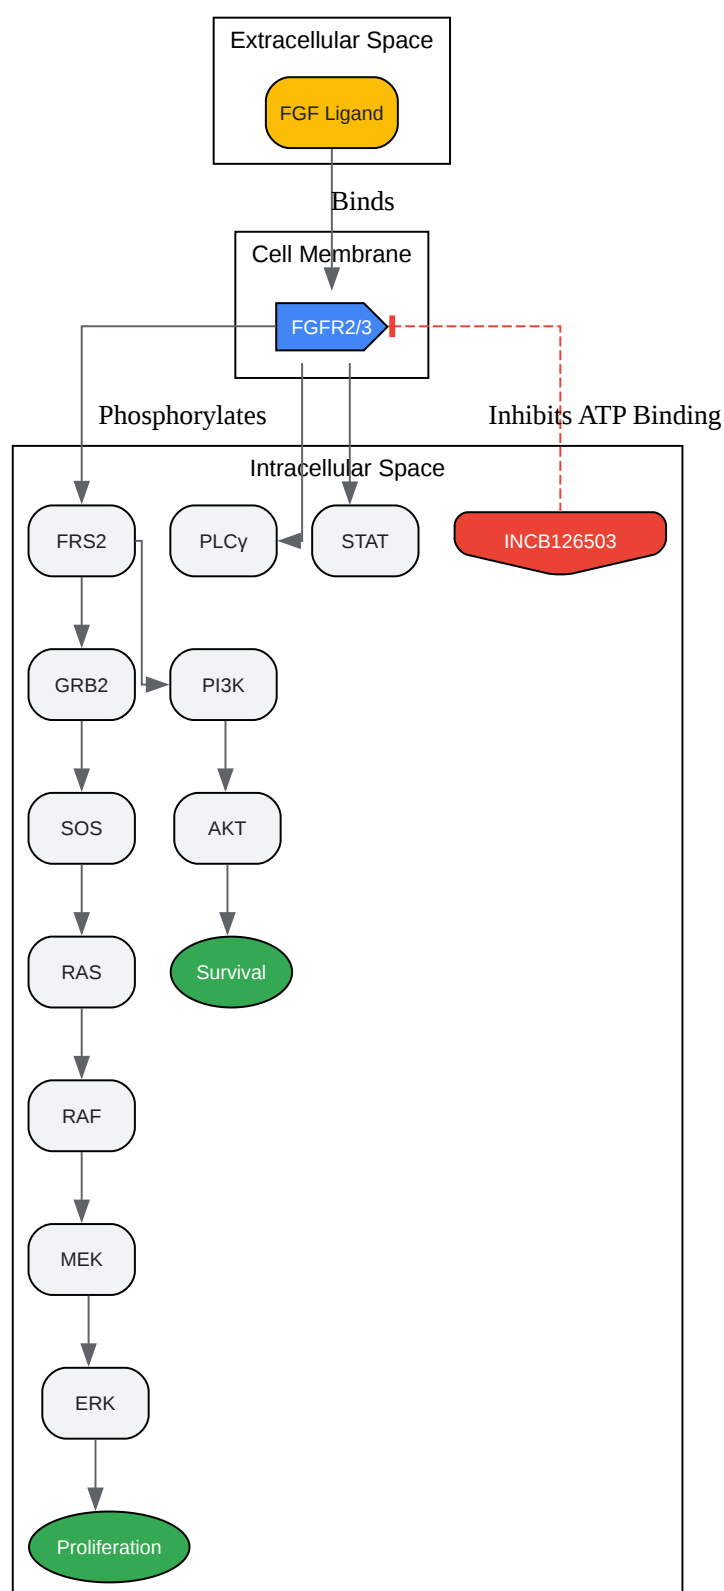 Extracellular Space
FGF Ligand
Binds
Cell Membrane
FGFR2/3
Phosphorylates
Inhibits ATP Binding
Intracellular Space
FRS2
PLCγ
STAT
INCB126503
GRB2
PI3K
SOS
AKT
RAS
Survival
RAF
MEK
ERK
Proliferation